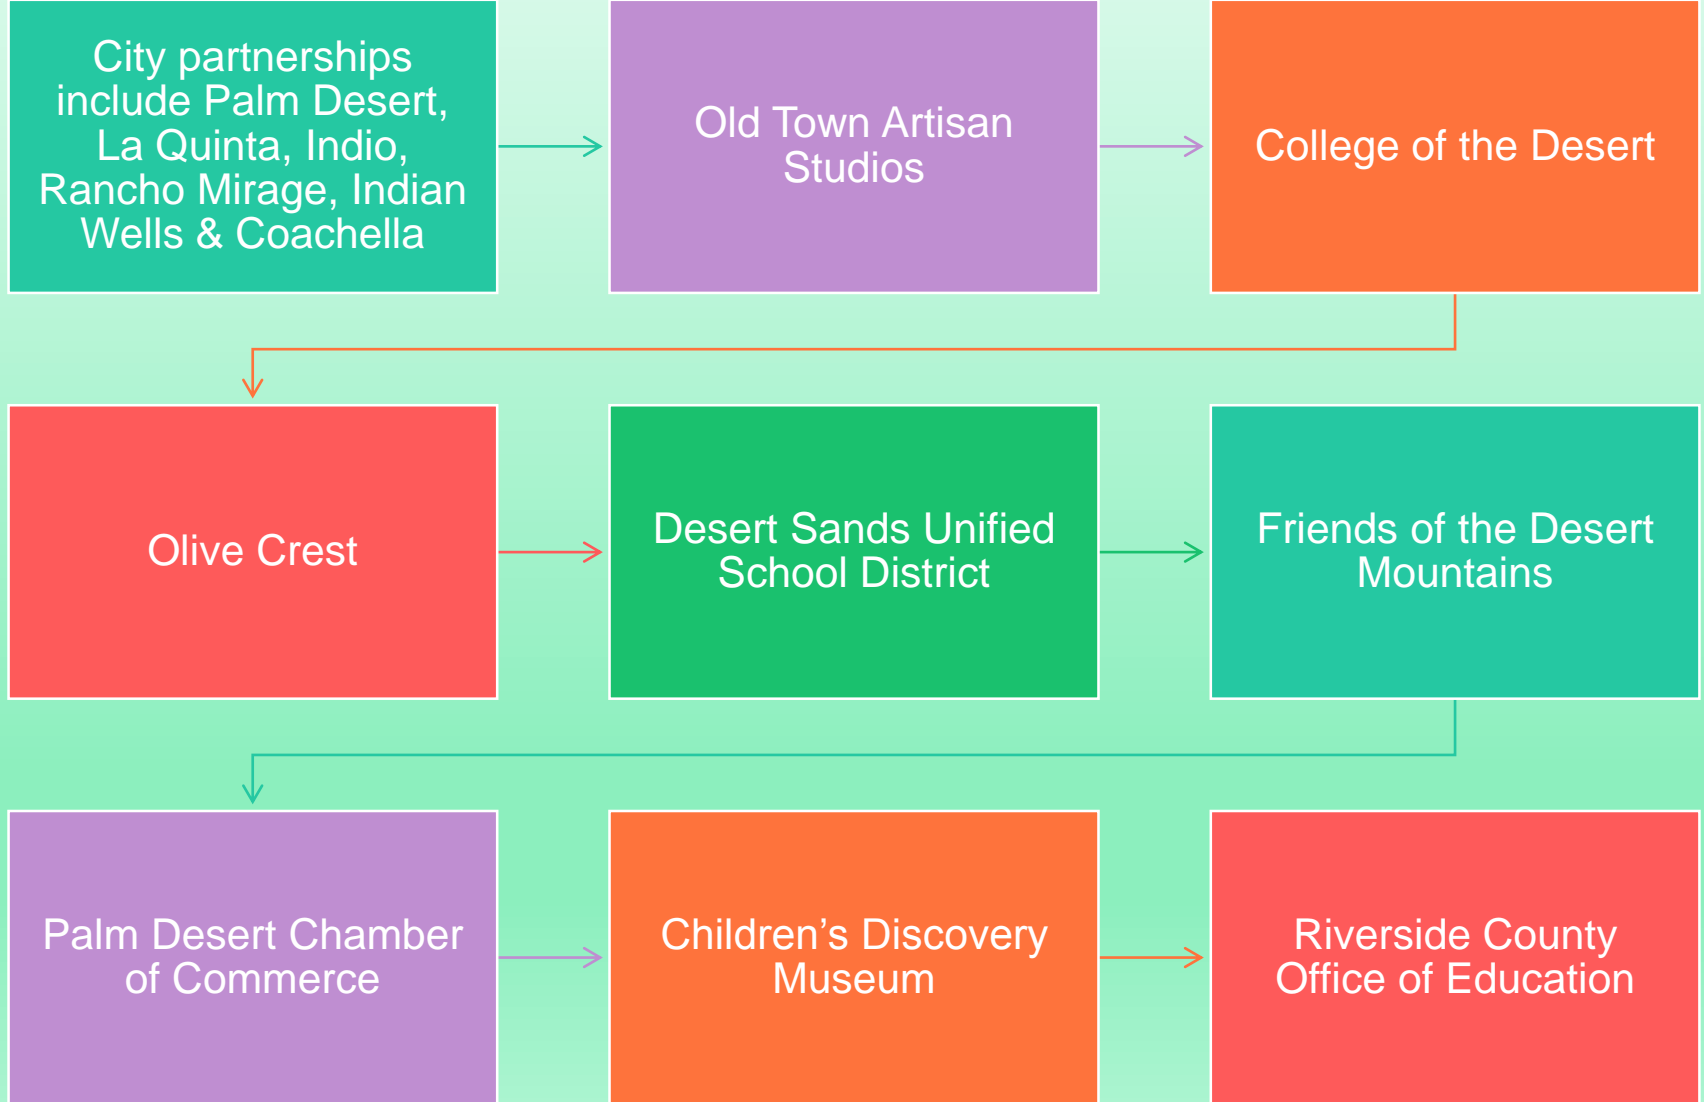 City partnerships
include Palm Desert,
La Quinta, Indio,
Rancho Mirage, Indian
Wells & Coachella
Old Town Artisan
Studios
College of the Desert
Olive Crest
Desert Sands Unified
School District
Friends of the Desert
Mountains
Palm Desert Chamber
of Commerce
Children’s Discovery
Museum
Riverside County
Office of Education